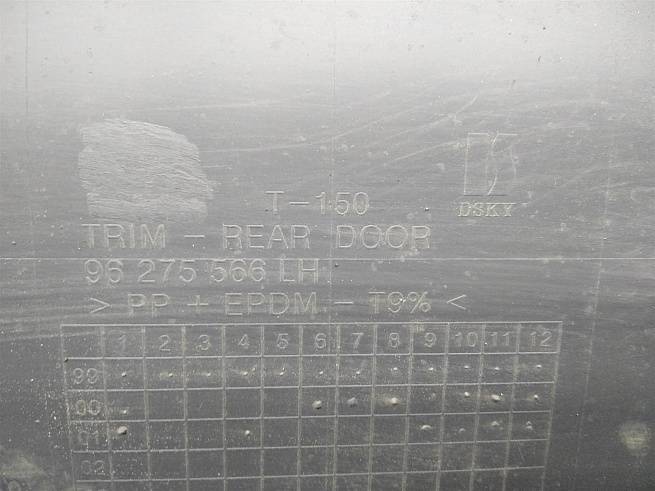 T-150
DSKY
TRIM - REAR DOOR
96 275 566 LH
> PP + EPDM - T9% <
1 2 3 4 5 6 7 8 9 10 11 12
99
00
01
02